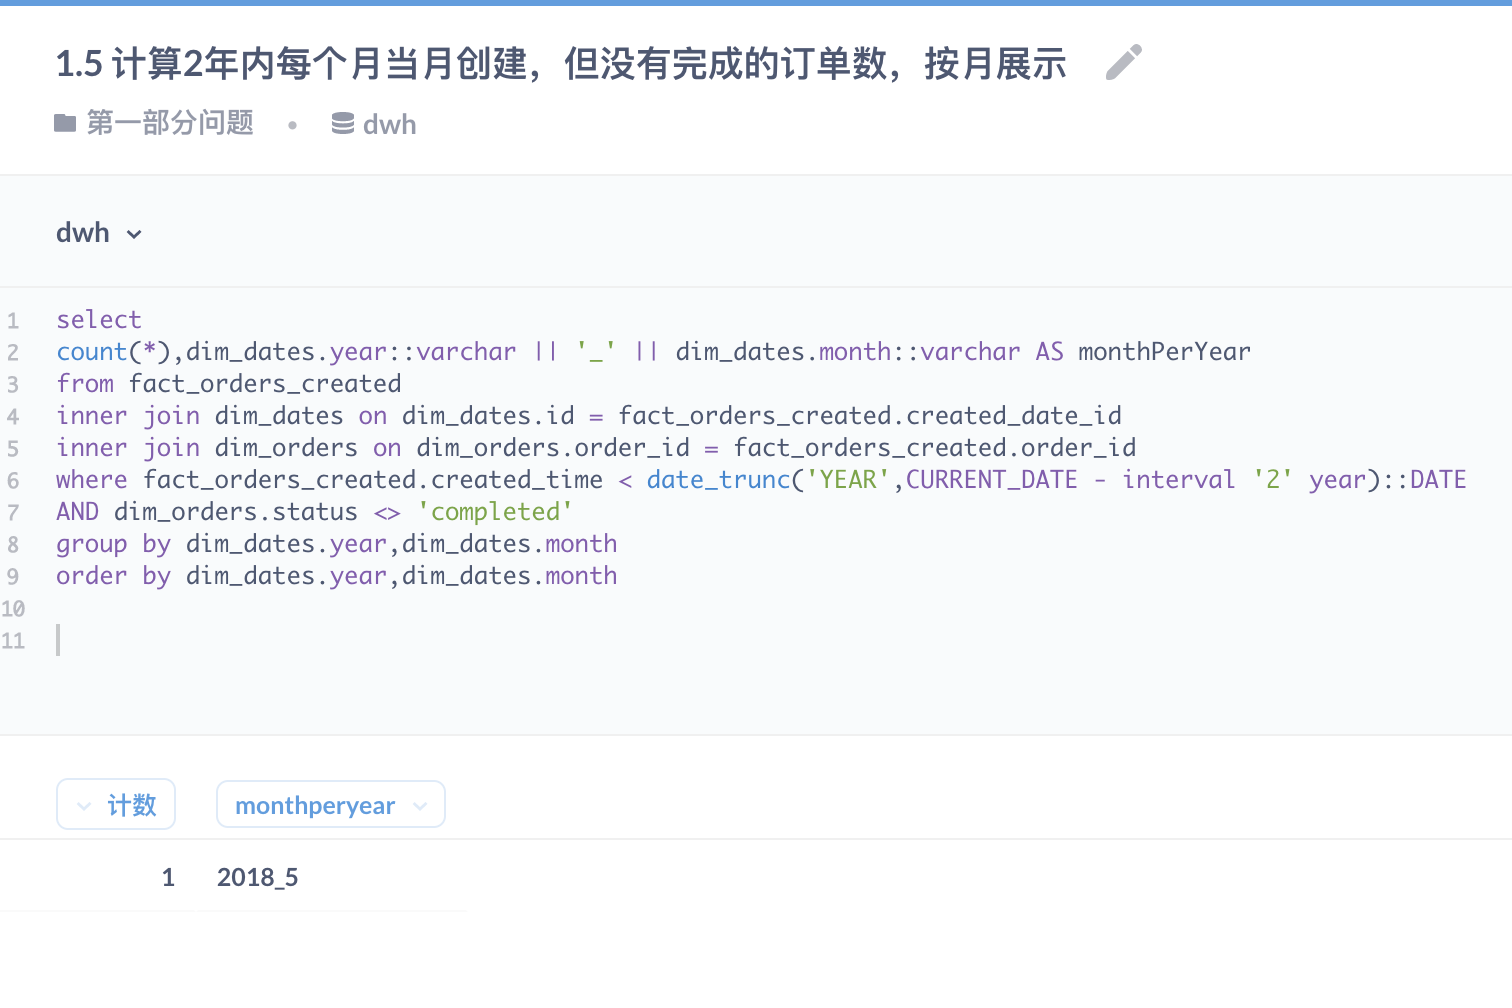 1.5 计算2年内每个月当月创建，但没有完成的订单数，按月展示
第一部分问题 • dwh
dwh
1 select
2 count(*),dim_dates.year::varchar || '_' || dim_dates.month::varchar AS monthPerYear
3 from fact_orders_created
4 inner join dim_dates on dim_dates.id = fact_orders_created.created_date_id
5 inner join dim_orders on dim_orders.order_id = fact_orders_created.order_id
6 where fact_orders_created.created_time < date_trunc('YEAR',CURRENT_DATE - interval '2' year)::DATE
7 AND dim_orders.status <> 'completed'
8 group by dim_dates.year,dim_dates.month
9 order by dim_dates.year,dim_dates.month
10
11
计数 monthperyear
1 2018_5